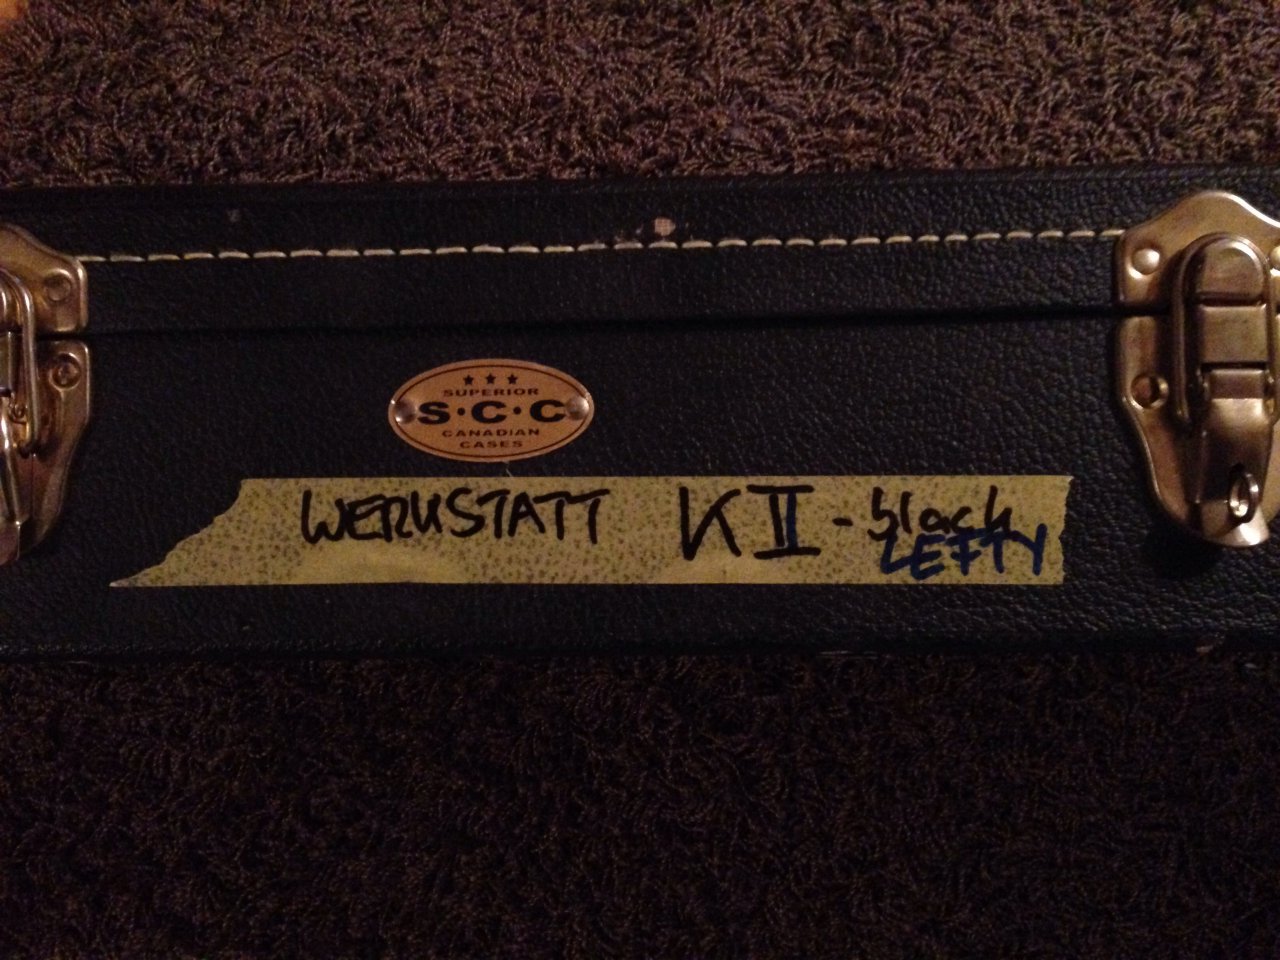 ★ ★ ★
SUPERIOR
S·C·C
CANADIAN
CASES
WERKSTATT KII - black
LEFTY